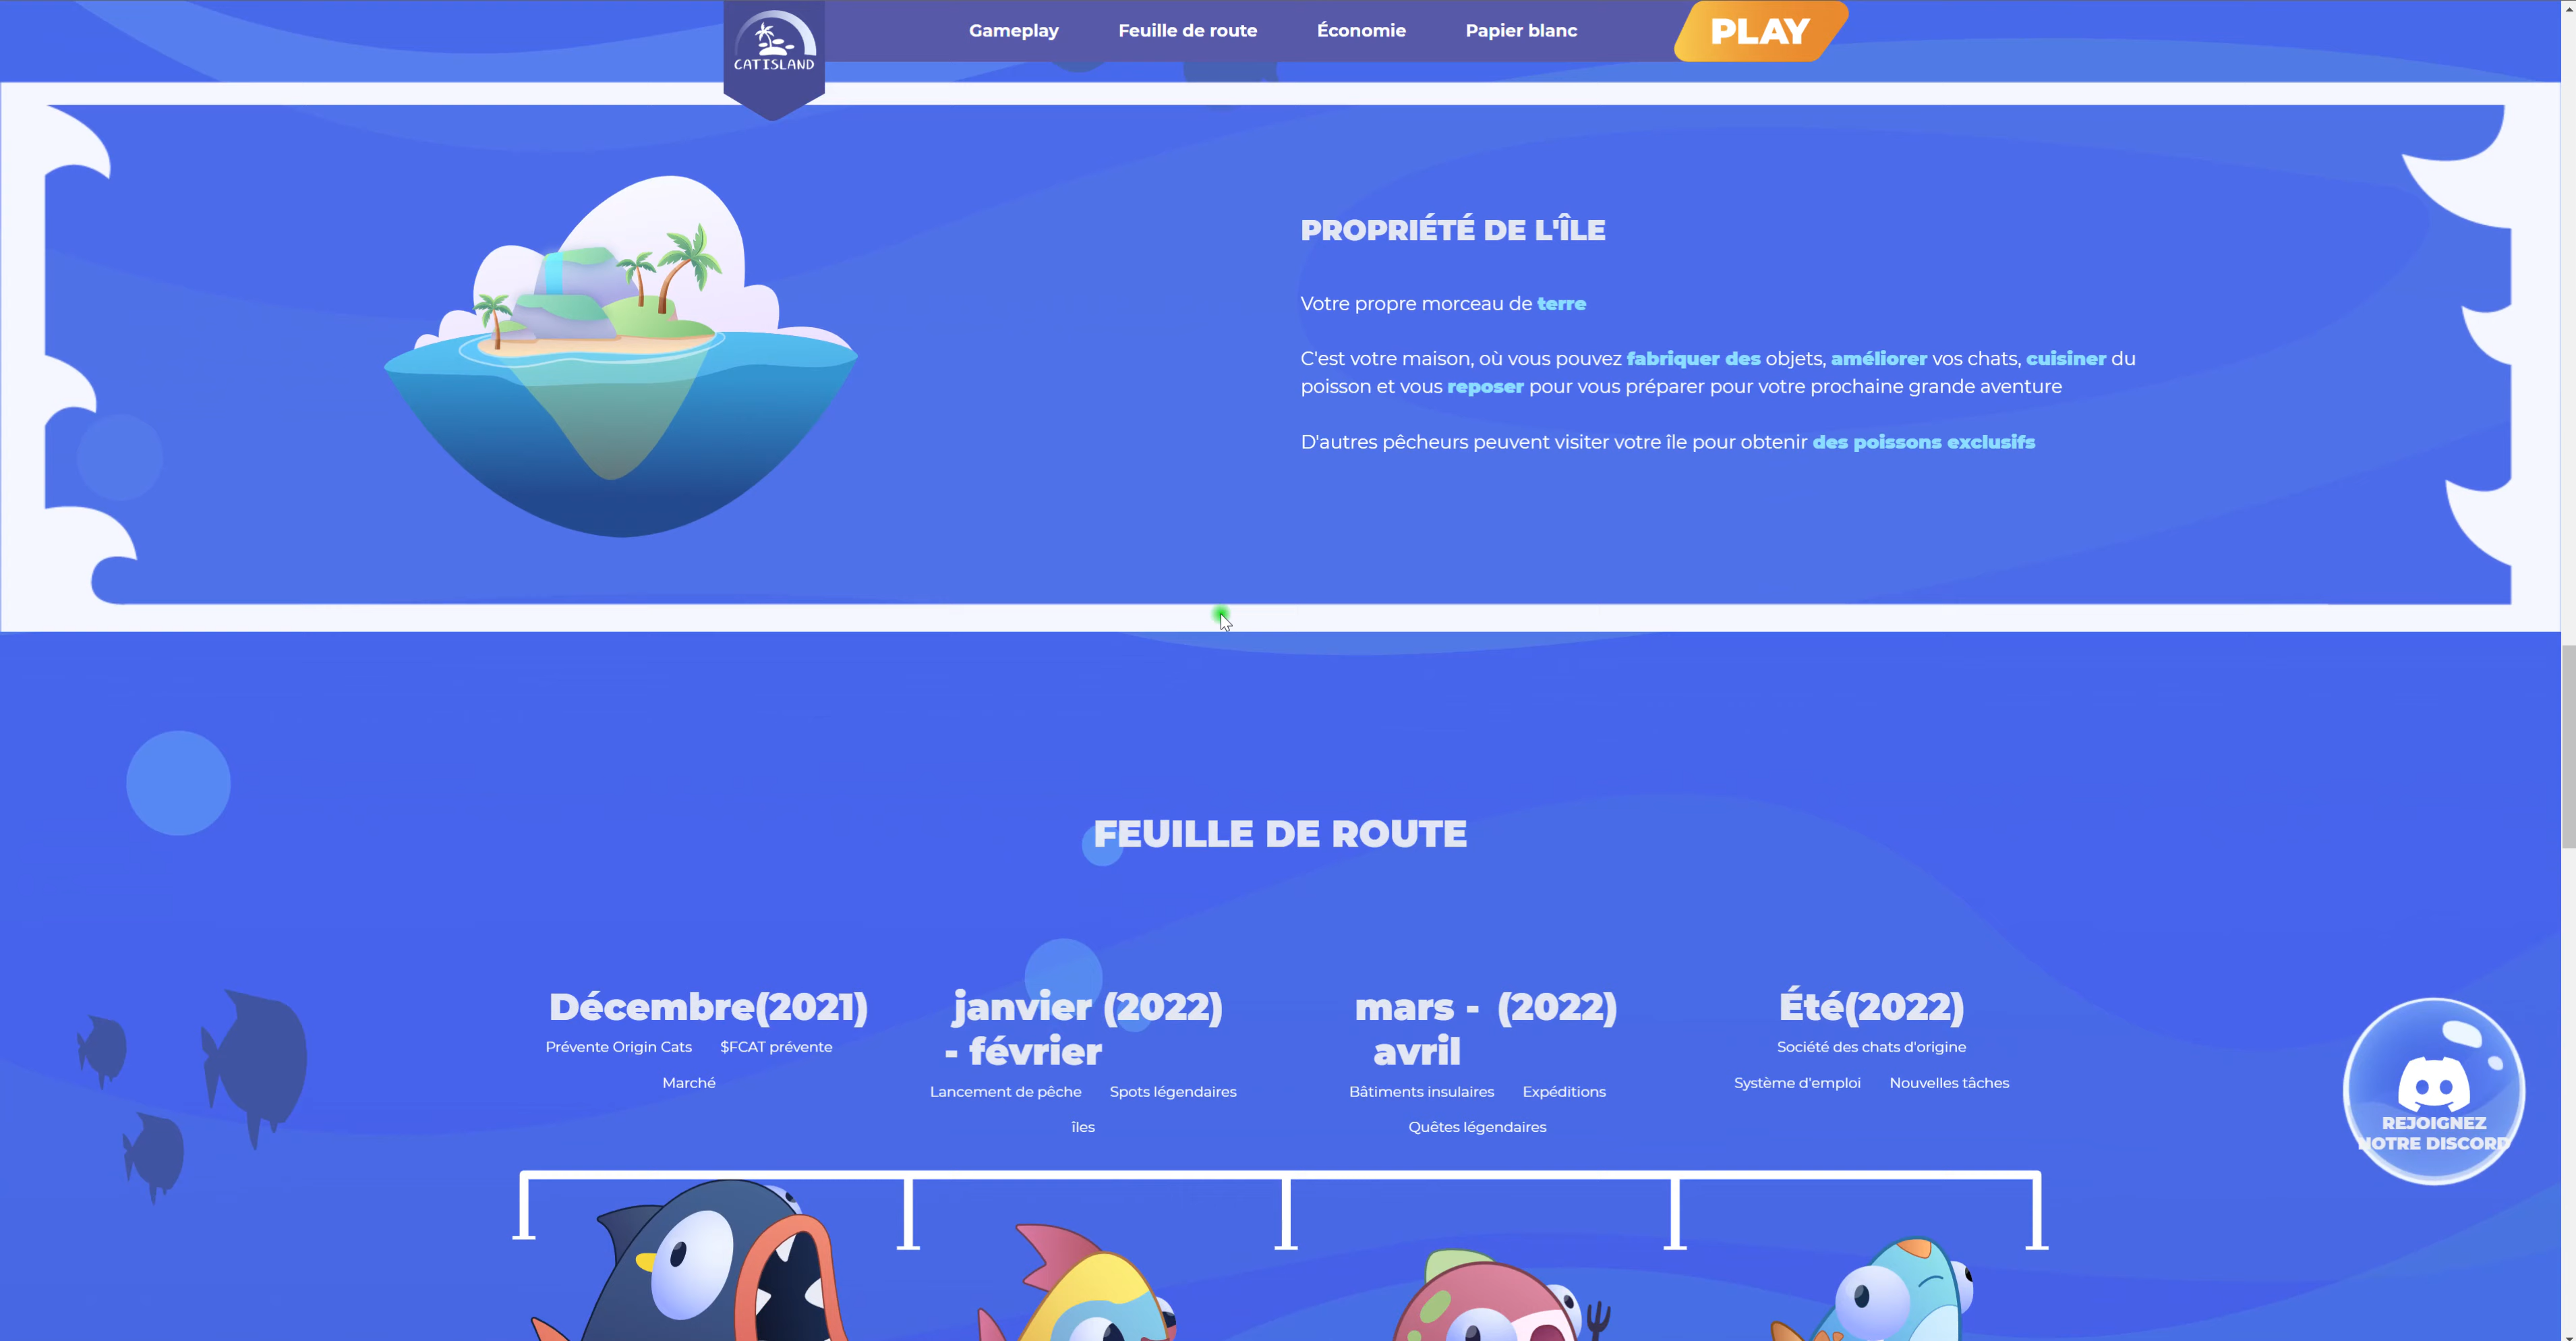 CATISLAND
Gameplay Feuille de route Économie Papier blanc
PLAY
PROPRIÉTÉ DE L'ÎLE
Votre propre morceau de terre
C'est votre maison, où vous pouvez fabriquer des objets, améliorer vos chats, cuisiner du
poisson et vous reposer pour vous préparer pour votre prochaine grande aventure
D'autres pêcheurs peuvent visiter votre île pour obtenir des poissons exclusifs
FEUILLE DE ROUTE
Décembre(2021)
Prévente Origin Cats $FCAT prévente
Marché
janvier (2022)
- février
Lancement de pêche Spots légendaires
îles
mars - (2022)
avril
Bâtiments insulaires Expéditions
Quêtes légendaires
Été(2022)
Société des chats d'origine
Système d'emploi Nouvelles tâches
REJOIGNEZ
NOTRE DISCORD